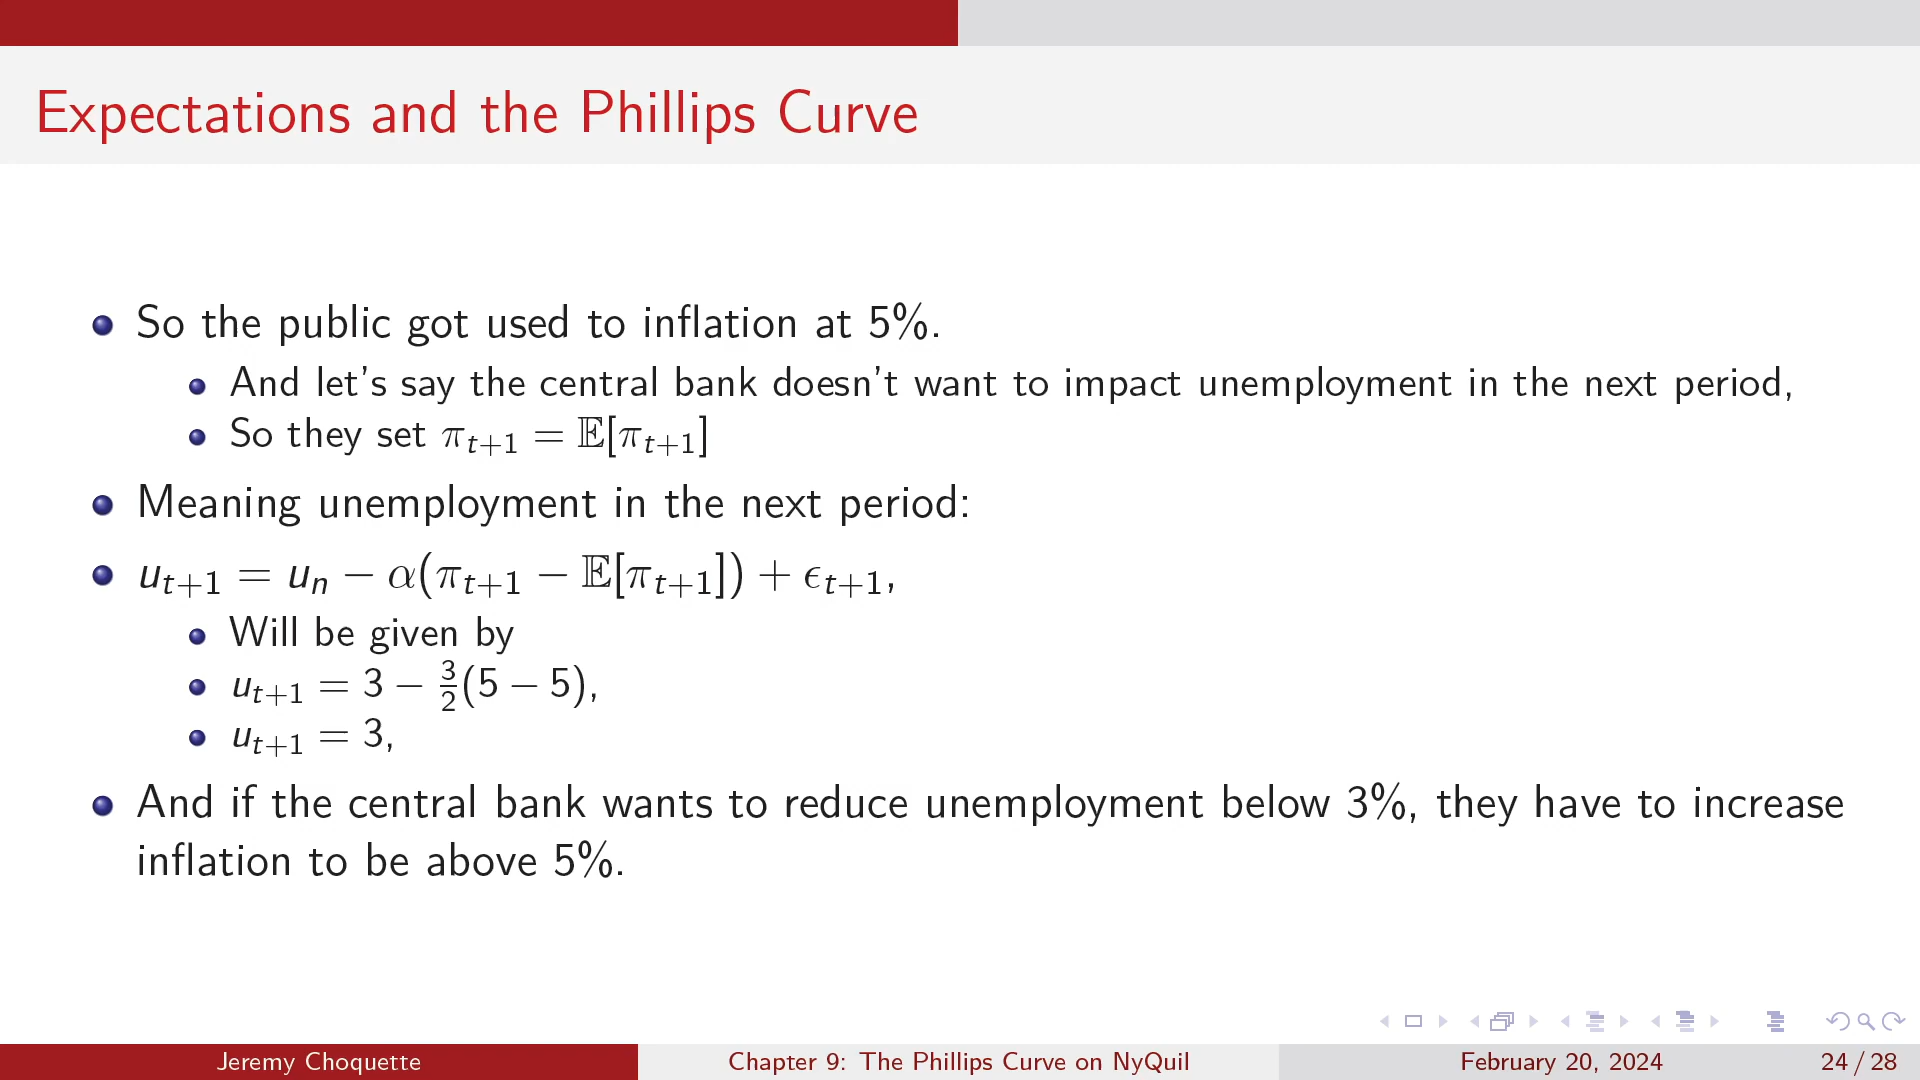 Expectations and the Phillips Curve
So the public got used to inflation at 5%.
And let's say the central bank doesn't want to impact unemployment in the next period,
So they set π_{t+1} = 𝔼[π_{t+1}]
Meaning unemployment in the next period:
u_{t+1} = u_n − α(π_{t+1} − 𝔼[π_{t+1}]) + ϵ_{t+1},
Will be given by
u_{t+1} = 3 − \frac{3}{2}(5 − 5),
u_{t+1} = 3,
And if the central bank wants to reduce unemployment below 3%, they have to increase
inflation to be above 5%.
Jeremy Choquette
Chapter 9: The Phillips Curve on NyQuil
February 20, 2024
24 / 28